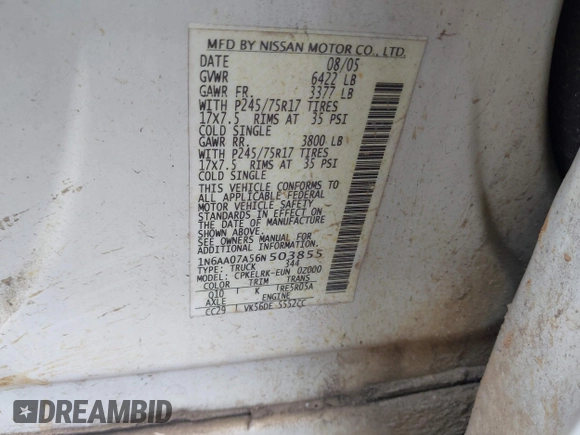 MFD BY NISSAN MOTOR CO., LTD.
DATE 08/05
GVWR 6422 LB
GAWR FR. 3377 LB
WITH P245/75R17 TIRES
17X7.5 RIMS AT 35 PSI
COLD SINGLE
GAWR RR. 3800 LB
WITH P245/75R17 TIRES
17X7.5 RIMS AT 35 PSI
COLD SINGLE
THIS VEHICLE CONFORMS TO
ALL APPLICABLE FEDERAL
MOTOR VEHICLE SAFETY
STANDARDS IN EFFECT ON
THE DATE OF MANUFACTURE
SHOWN ABOVE.
SEE OWNERS MANUAL FOR
ADDITIONAL INFORMATION.
1N6AA07A56N503855
TYPE: TRUCK 344
MODEL: CPKELRK-EUN 02000
COLOR TRIM TRANS
Q10 K RE5R05A
AXLE ENGINE
CC29 VK56DE 5552CC
DREAMBID